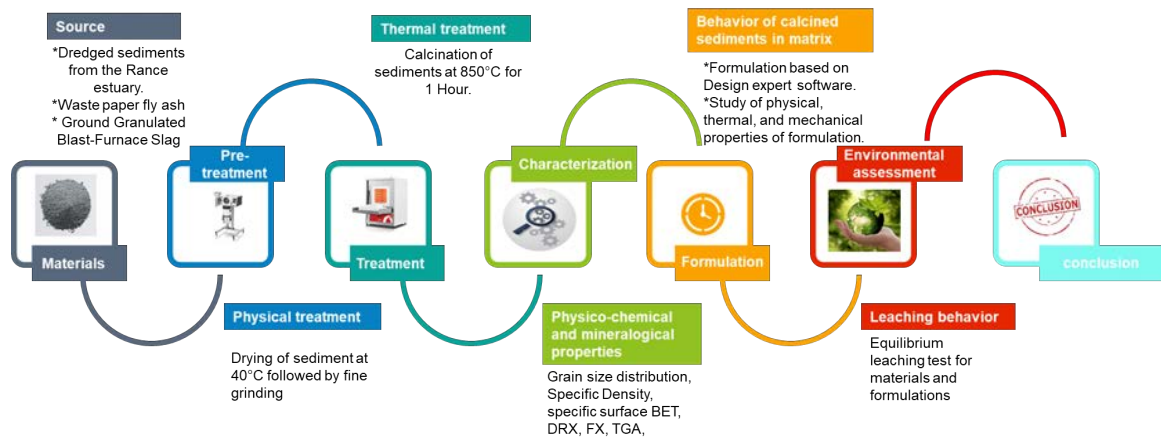 Source
*Dredged sediments
from the Rance
estuary.
*Waste paper fly ash
* Ground Granulated
Blast-Furnace Slag
Materials
Pre-
treatment
Physical treatment
Drying of sediment at
40°C followed by fine
grinding
Thermal treatment
Calcination of
sediments at 850°C for
1 Hour.
Treatment
Characterization
Physico-chemical
and mineralogical
properties
Grain size distribution,
Specific Density,
specific surface BET,
DRX, FX, TGA,
Behavior of calcined
sediments in matrix
*Formulation based on
Design expert software.
*Study of physical,
thermal, and mechanical
properties of formulation.
Formulation
Environmental
assessment
Leaching behavior
Equilibrium
leaching test for
materials and
formulations
CONCLUSION
conclusion